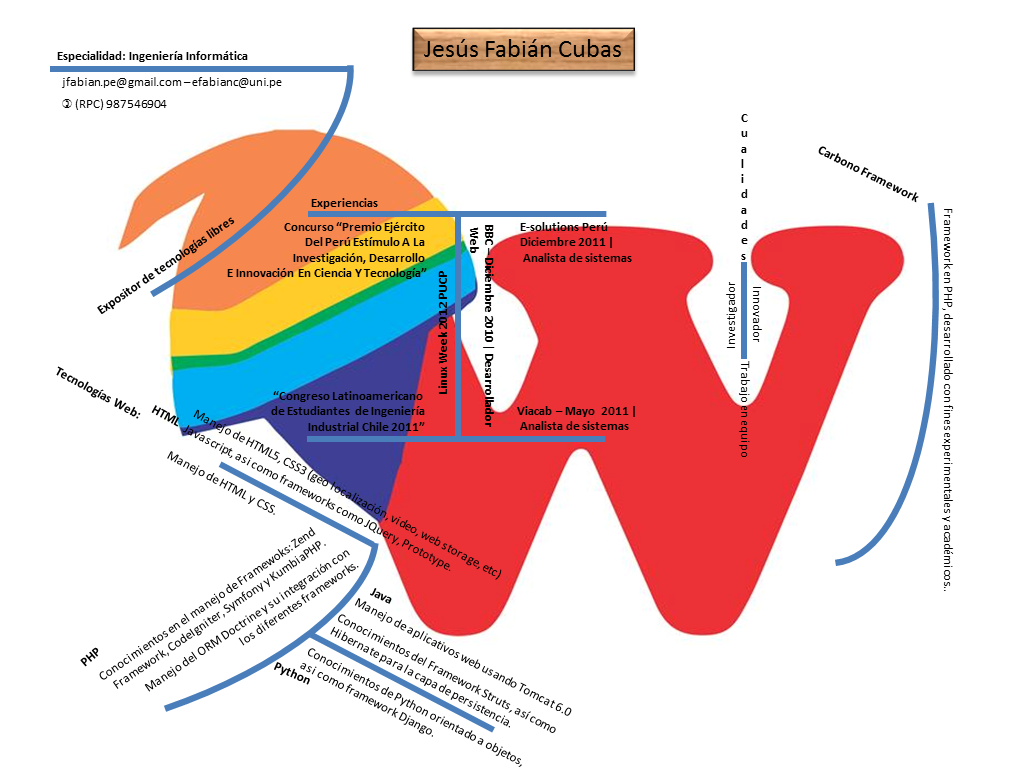 Jesús Fabián Cubas
Especialidad: Ingeniería Informática
jfabian.pe@gmail.com – efabianc@uni.pe
✆ (RPC) 987546904
Expositor de tecnologías libres
Experiencias
Concurso “Premio Ejército
Del Perú Estímulo A La
Investigación, Desarrollo
E Innovación En Ciencia Y Tecnología”
E-solutions Perú
Diciembre 2011 |
Analista de sistemas
Linux Week 2012 PUCP
BBC – Diciembre 2010 | Desarrollador
Web
“Congreso Latinoamericano
de Estudiantes de Ingeniería
Industrial Chile 2011”
Viacab – Mayo 2011 |
Analista de sistemas
Cualidades
Investigador
Innovador
Trabajo en equipo
Carbono Framework
Framework en PHP, desarrollado con fines experimentales y académicos..
Tecnologías Web:
HTML
Manejo de HTML5, CSS3 (geo localización, video, web storage, etc)
Javascript, asi como frameworks como JQuery, Prototype.
Manejo de HTML y CSS.
PHP
Conocimientos en el manejo de Framewoks: Zend
Framework, CodeIgniter, Symfony y KumbiaPHP.
Manejo del ORM Doctrine y su integración con
los diferentes frameworks.
Java
Manejo de aplicativos web usando Tomcat 6.0
Conocimientos del Framework Struts, así como
Hibernate para la capa de persistencia.
Python
Conocimientos de Python orientado a objetos,
así como framework Django.